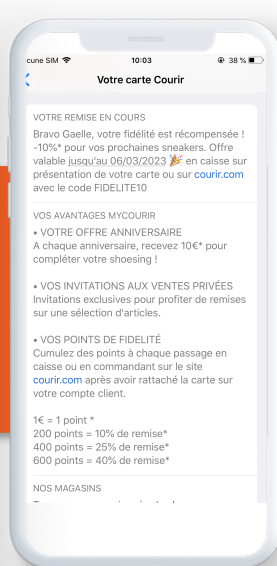 cune SIM 10:03 38 %
Votre carte Courir
VOTRE REMISE EN COURS
Bravo Gaelle, votre fidélité est récompensée !
-10%* pour vos prochaines sneakers. Offre
valable jusqu'au 06/03/2023 🎉 en caisse sur
présentation de votre carte ou sur courir.com
avec le code FIDELITE10
VOS AVANTAGES MYCOURIR
• VOTRE OFFRE ANNIVERSAIRE
A chaque anniversaire, recevez 10€* pour
compléter votre shoesing !
• VOS INVITATIONS AUX VENTES PRIVÉES
Invitations exclusives pour profiter de remises
sur une sélection d'articles.
• VOS POINTS DE FIDELITÉ
Cumulez des points à chaque passage en
caisse ou en commandant sur le site
courir.com après avoir rattaché la carte sur
votre compte client.
1€ = 1 point *
200 points = 10% de remise*
400 points = 25% de remise*
600 points = 40% de remise*
NOS MAGASINS